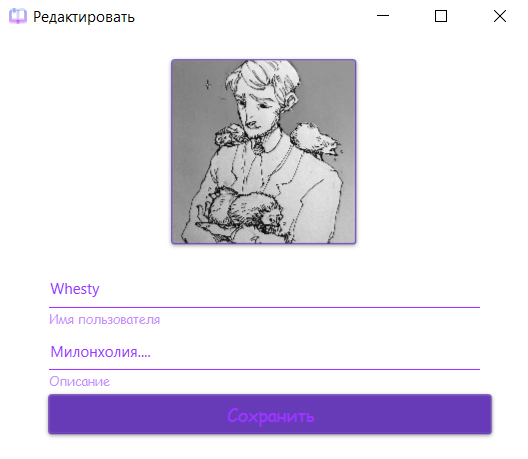 Редактировать
Whesty
Имя пользователя
Милонхолия....
Описание
Сохранить